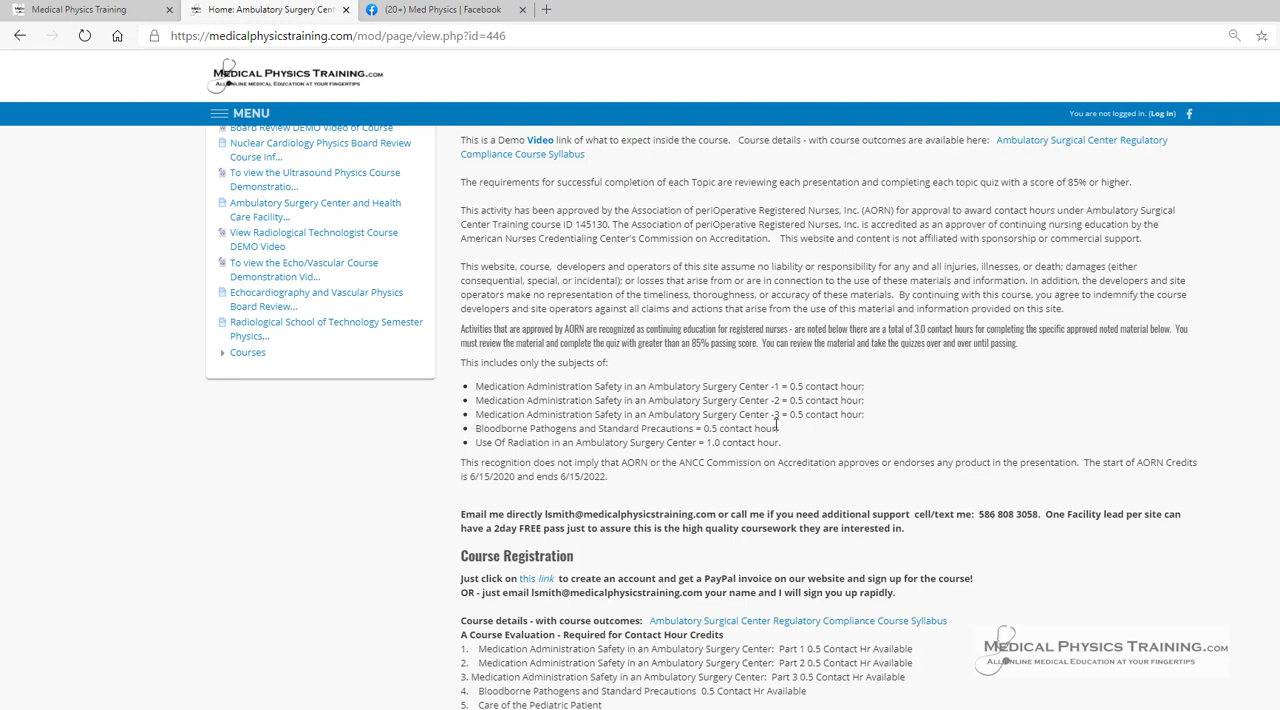 Medical Physics Training
Home: Ambulatory Surgery Cent
(20+) Med Physics | Facebook
https://medicalphysicstraining.com/mod/page/view.php?id=446
MEDICAL PHYSICS TRAINING.COM
ALL ONLINE MEDICAL EDUCATION AT YOUR FINGERTIPS
MENU
You are not logged in. (Log in)
Board Review DEMO Video of Course
Nuclear Cardiology Physics Board Review
Course Inf...
To view the Ultrasound Physics Course
Demonstratio...
Ambulatory Surgery Center and Health
Care Facility...
View Radiological Technologist Course
DEMO Video
To view the Echo/Vascular Course
Demonstration Vid...
Echocardiography and Vascular Physics
Board Review...
Radiological School of Technology Semester
Physics...
Courses
This is a Demo Video link of what to expect inside the course. Course details - with course outcomes are available here: Ambulatory Surgical Center Regulatory
Compliance Course Syllabus
The requirements for successful completion of each Topic are reviewing each presentation and completing each topic quiz with a score of 85% or higher.
This activity has been approved by the Association of periOperative Registered Nurses, Inc. (AORN) for approval to award contact hours under Ambulatory Surgical
Center Training course ID 145130. The Association of periOperative Registered Nurses, Inc. is accredited as an approver of continuing nursing education by the
American Nurses Credentialing Center's Commission on Accreditation. This website and content is not affiliated with sponsorship or commercial support.
This website, course, developers and operators of this site assume no liability or responsibility for any and all injuries, illnesses, or death; damages (either
consequential, special, or incidental); or losses that arise from or are in connection to the use of these materials and information. In addition, the developers and site
operators make no representation of the timeliness, thoroughness, or accuracy of these materials. By continuing with this course, you agree to indemnify the course
developers and site operators against all claims and actions that arise from the use of this material and information provided on this site.
Activities that are approved by AORN are recognized as continuing education for registered nurses - are noted below there are a total of 3.0 contact hours for completing the specific approved noted material below. You
must review the material and complete the quiz with greater than an 85% passing score. You can review the material and take the quizzes over and over until passing.
This includes only the subjects of:
Medication Administration Safety in an Ambulatory Surgery Center -1 = 0.5 contact hour;
Medication Administration Safety in an Ambulatory Surgery Center -2 = 0.5 contact hour;
Medication Administration Safety in an Ambulatory Surgery Center -3 = 0.5 contact hour;
Bloodborne Pathogens and Standard Precautions = 0.5 contact hour;
Use Of Radiation in an Ambulatory Surgery Center = 1.0 contact hour.
This recognition does not imply that AORN or the ANCC Commission on Accreditation approves or endorses any product in the presentation. The start of AORN Credits
is 6/15/2020 and ends 6/15/2022.
Email me directly lsmith@medicalphysicstraining.com or call me if you need additional support cell/text me: 586 808 3058. One Facility lead per site can
have a 2day FREE pass just to assure this is the high quality coursework they are interested in.
Course Registration
Just click on this link to create an account and get a PayPal invoice on our website and sign up for the course!
OR - just email lsmith@medicalphysicstraining.com your name and I will sign you up rapidly.
Course details - with course outcomes: Ambulatory Surgical Center Regulatory Compliance Course Syllabus
A Course Evaluation - Required for Contact Hour Credits
1. Medication Administration Safety in an Ambulatory Surgery Center: Part 1 0.5 Contact Hr Available
2. Medication Administration Safety in an Ambulatory Surgery Center: Part 2 0.5 Contact Hr Available
3. Medication Administration Safety in an Ambulatory Surgery Center: Part 3 0.5 Contact Hr Available
4. Bloodborne Pathogens and Standard Precautions 0.5 Contact Hr Available
5. Care of the Pediatric Patient
MEDICAL PHYSICS TRAINING.COM
ALL ONLINE MEDICAL EDUCATION AT YOUR FINGERTIPS